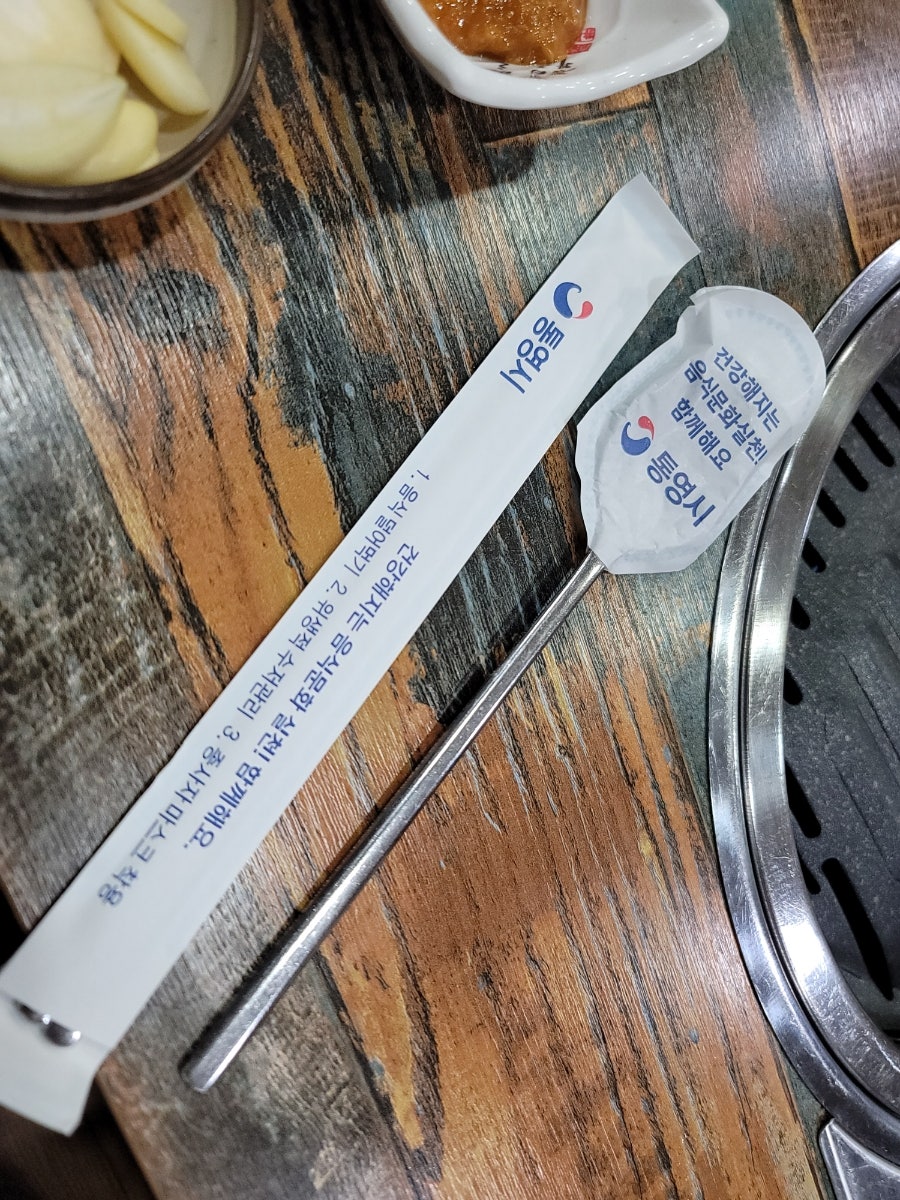 통영시
건강해지는 음식문화 실천! 함께해요.
1. 음식 덜어먹기 2. 위생적 수저관리 3. 종사자 마스크 착용
건강해지는
음식문화실천!
함께해요
통영시